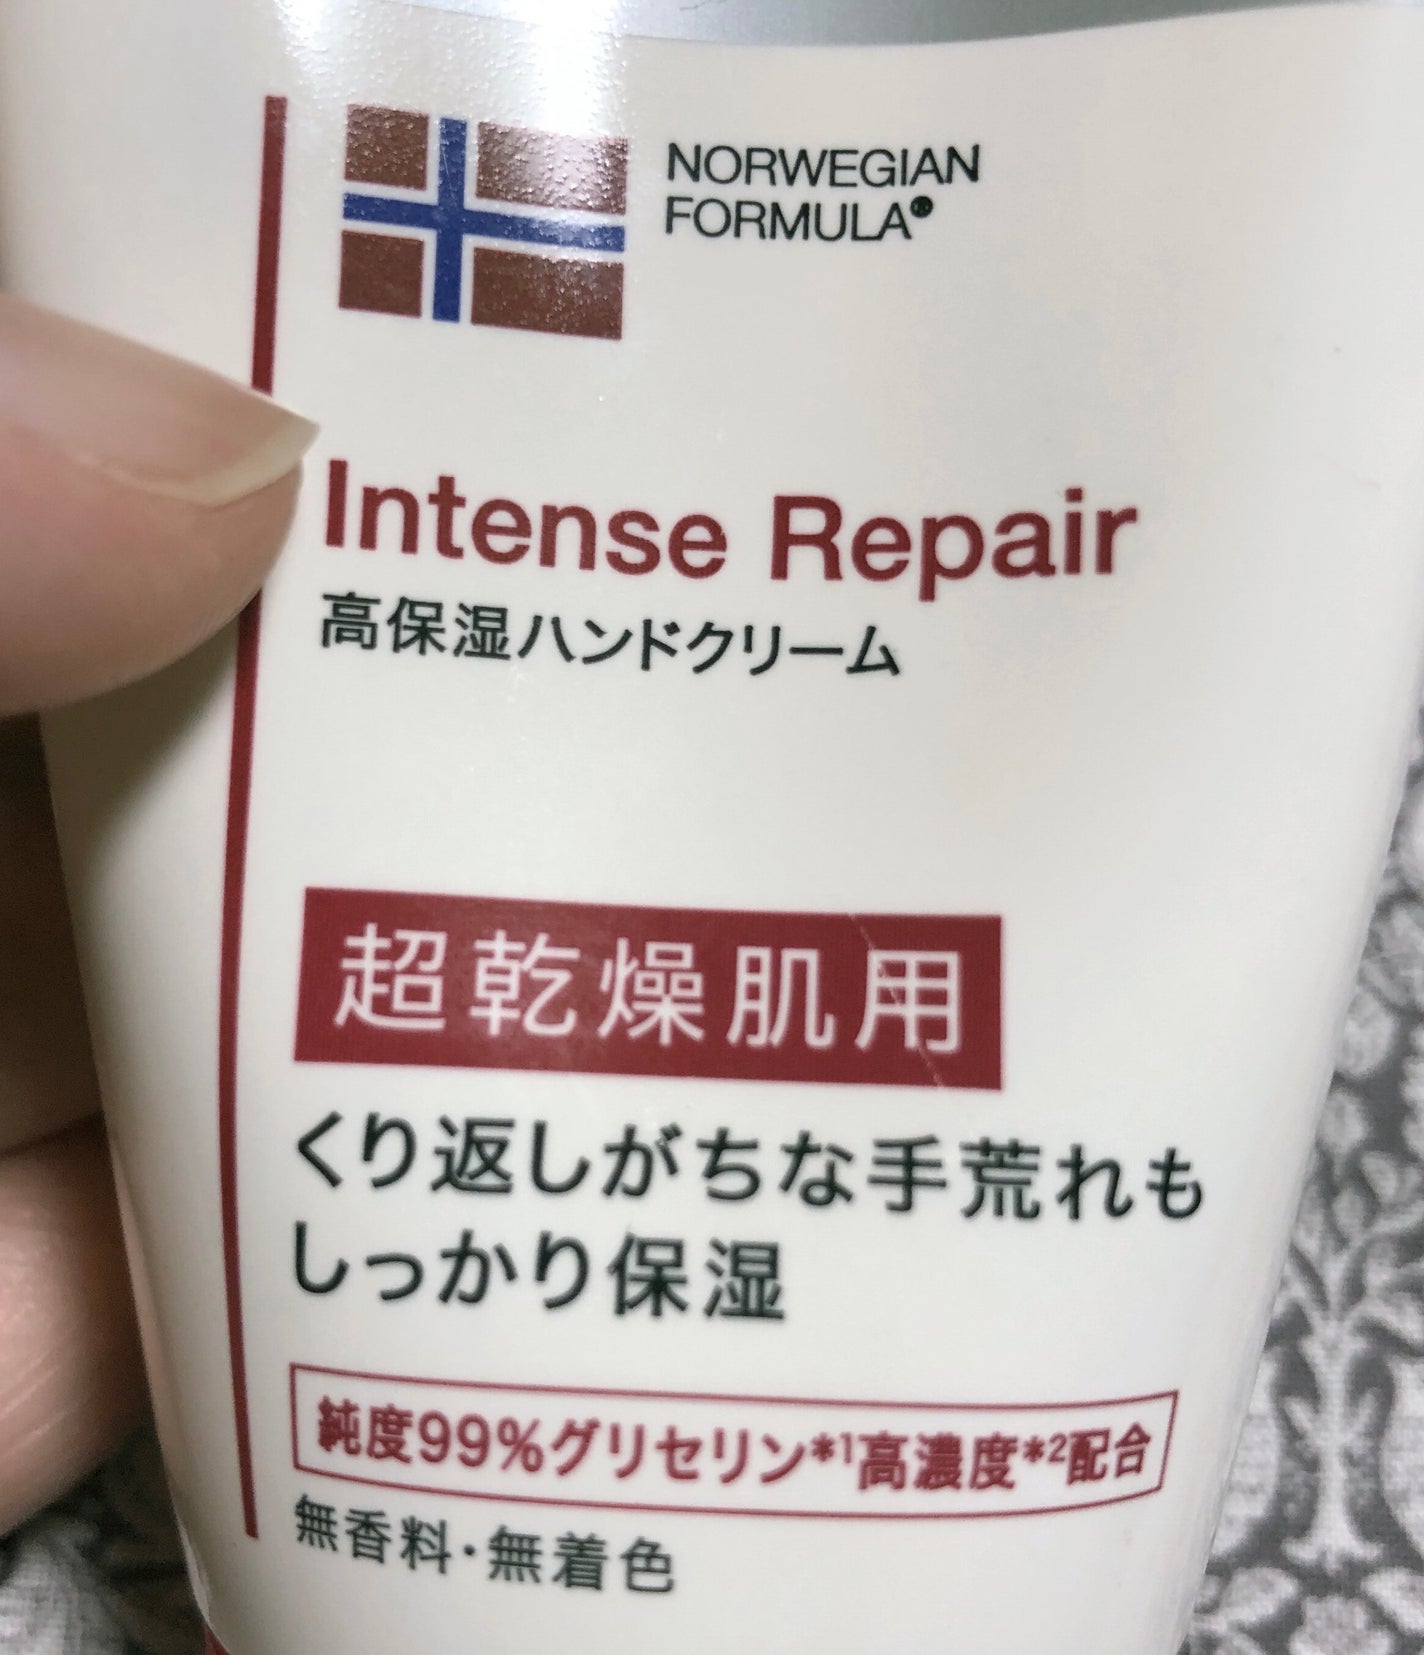 NORWEGIAN
FORMULA®
Intense Repair
高保湿ハンドクリーム
超乾燥肌用
くり返しがちな手荒れも
しっかり保湿
純度99%グリセリン*1高濃度*2配合
無香料・無着色